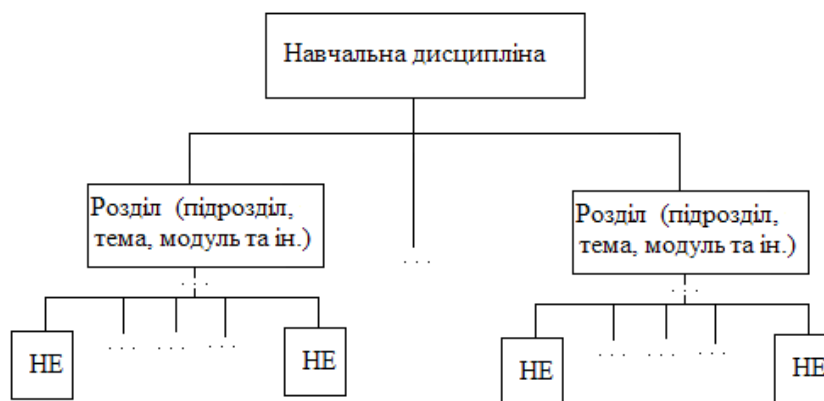 Навчальна дисципліна
Розділ (підрозділ,
тема, модуль та ін.)
Розділ (підрозділ,
тема, модуль та ін.)
. . .
. . .
. . .
НЕ
. . .
. . .
. . .
НЕ
НЕ
. . .
. . .
. . .
НЕ